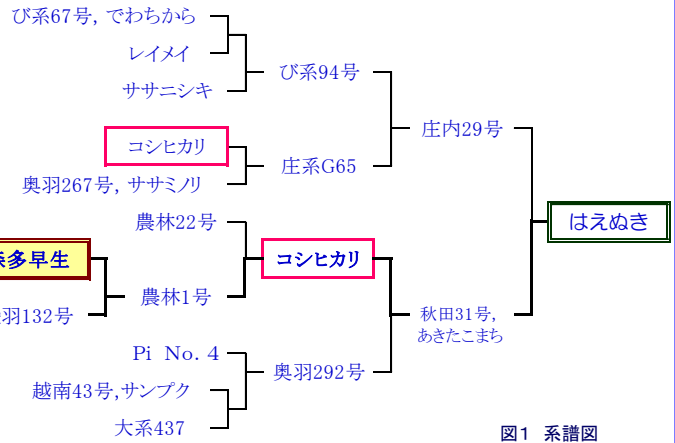 び系67号, でわちから
レイメイ
び系94号
ササニシキ
庄内29号
コシヒカリ
庄系G65
奥羽267号, ササミノリ
はえぬき
農林22号
多早生
コシヒカリ
農林1号
羽132号
秋田31号,
あきたこまち
Pi No. 4
奥羽292号
越南43号,サンプク
大系437
図1 系譜図